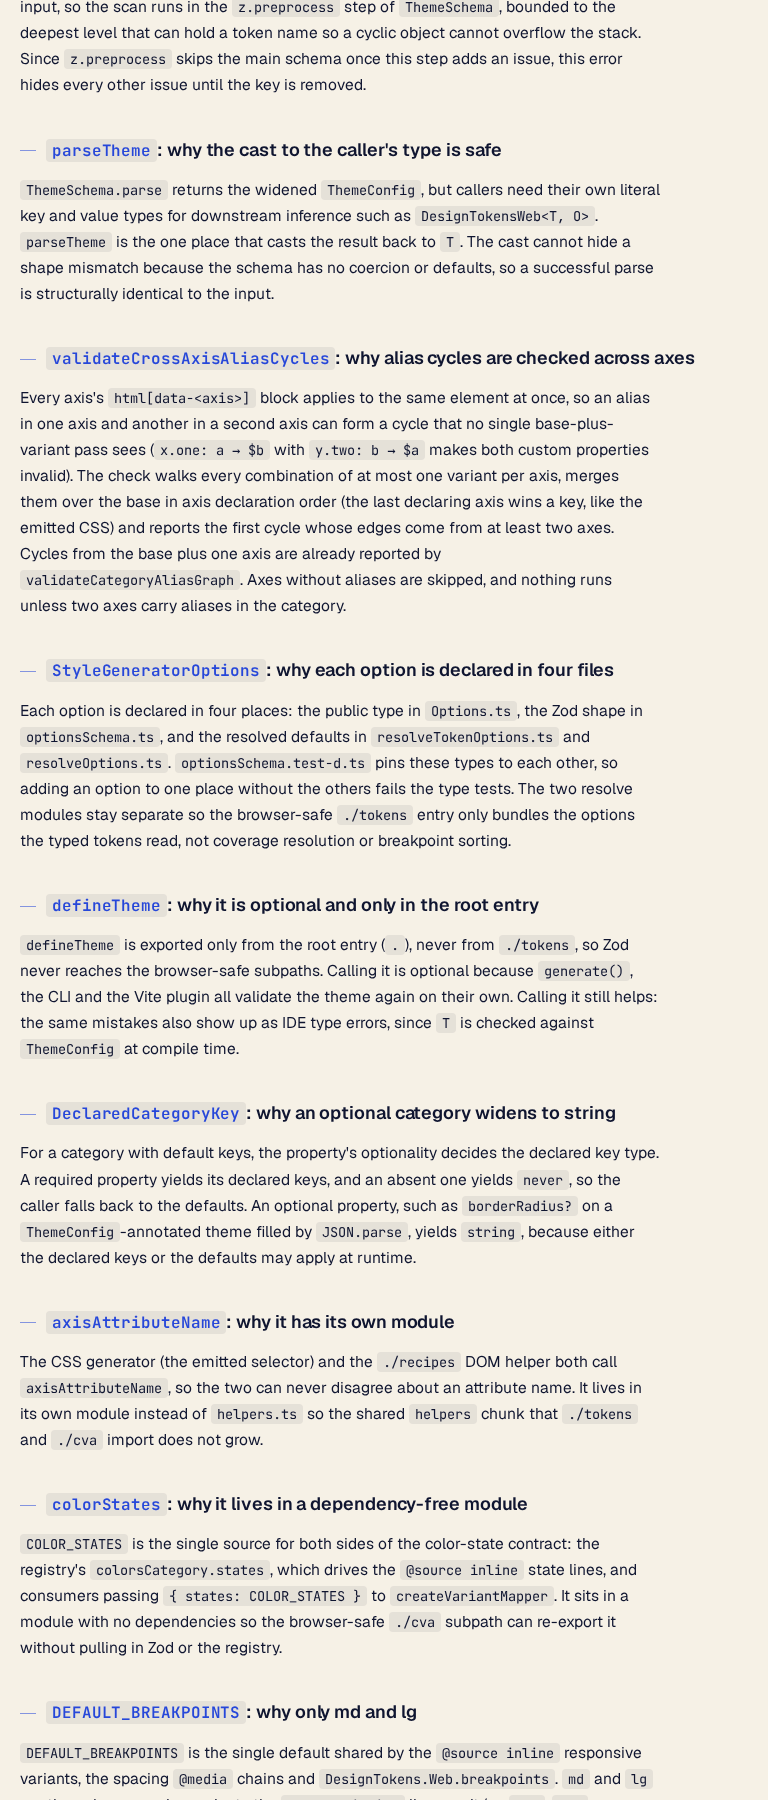 input, so the scan runs in the z.preprocess step of ThemeSchema, bounded to the
deepest level that can hold a token name so a cyclic object cannot overflow the stack.
Since z.preprocess skips the main schema once this step adds an issue, this error
hides every other issue until the key is removed.
— parseTheme: why the cast to the caller's type is safe
ThemeSchema.parse returns the widened ThemeConfig, but callers need their own literal
key and value types for downstream inference such as DesignTokensWeb<T, O>.
parseTheme is the one place that casts the result back to T. The cast cannot hide a
shape mismatch because the schema has no coercion or defaults, so a successful parse
is structurally identical to the input.
— validateCrossAxisAliasCycles: why alias cycles are checked across axes
Every axis's html[data-<axis>] block applies to the same element at once, so an alias
in one axis and another in a second axis can form a cycle that no single base-plus-
variant pass sees (x.one: a → $b with y.two: b → $a makes both custom properties
invalid). The check walks every combination of at most one variant per axis, merges
them over the base in axis declaration order (the last declaring axis wins a key, like the
emitted CSS) and reports the first cycle whose edges come from at least two axes.
Cycles from the base plus one axis are already reported by
validateCategoryAliasGraph. Axes without aliases are skipped, and nothing runs
unless two axes carry aliases in the category.
— StyleGeneratorOptions: why each option is declared in four files
Each option is declared in four places: the public type in Options.ts, the Zod shape in
optionsSchema.ts, and the resolved defaults in resolveTokenOptions.ts and
resolveOptions.ts. optionsSchema.test-d.ts pins these types to each other, so
adding an option to one place without the others fails the type tests. The two resolve
modules stay separate so the browser-safe ./tokens entry only bundles the options
the typed tokens read, not coverage resolution or breakpoint sorting.
— defineTheme: why it is optional and only in the root entry
defineTheme is exported only from the root entry (.), never from ./tokens, so Zod
never reaches the browser-safe subpaths. Calling it is optional because generate(),
the CLI and the Vite plugin all validate the theme again on their own. Calling it still helps:
the same mistakes also show up as IDE type errors, since T is checked against
ThemeConfig at compile time.
— DeclaredCategoryKey: why an optional category widens to string
For a category with default keys, the property's optionality decides the declared key type.
A required property yields its declared keys, and an absent one yields never, so the
caller falls back to the defaults. An optional property, such as borderRadius? on a
ThemeConfig-annotated theme filled by JSON.parse, yields string, because either
the declared keys or the defaults may apply at runtime.
— axisAttributeName: why it has its own module
The CSS generator (the emitted selector) and the ./recipes DOM helper both call
axisAttributeName, so the two can never disagree about an attribute name. It lives in
its own module instead of helpers.ts so the shared helpers chunk that ./tokens
and ./cva import does not grow.
— colorStates: why it lives in a dependency-free module
COLOR_STATES is the single source for both sides of the color-state contract: the
registry's colorsCategory.states, which drives the @source inline state lines, and
consumers passing { states: COLOR_STATES } to createVariantMapper. It sits in a
module with no dependencies so the browser-safe ./cva subpath can re-export it
without pulling in Zod or the registry.
— DEFAULT_BREAKPOINTS: why only md and lg
DEFAULT_BREAKPOINTS is the single default shared by the @source inline responsive
variants, the spacing @media chains and DesignTokens.Web.breakpoints. md and lg